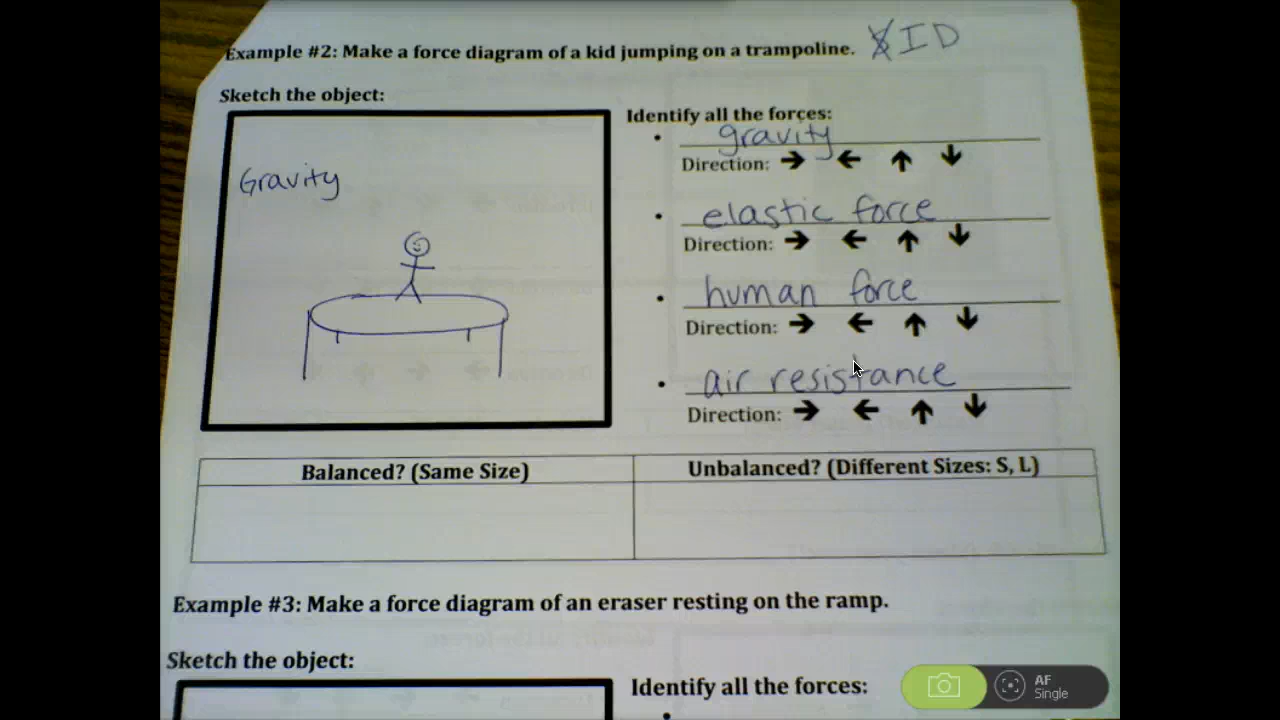 Example #2: Make a force diagram of a kid jumping on a trampoline. KID
Sketch the object:
Gravity
Identify all the forces:
• gravity
Direction: → ← ↑ ↓
• elastic force
Direction: → ← ↑ ↓
• human force
Direction: → ← ↑ ↓
• air resistance
Direction: → ← ↑ ↓
Balanced? (Same Size) Unbalanced? (Different Sizes: S, L)
Example #3: Make a force diagram of an eraser resting on the ramp.
Sketch the object:
Identify all the forces:
AF
Single